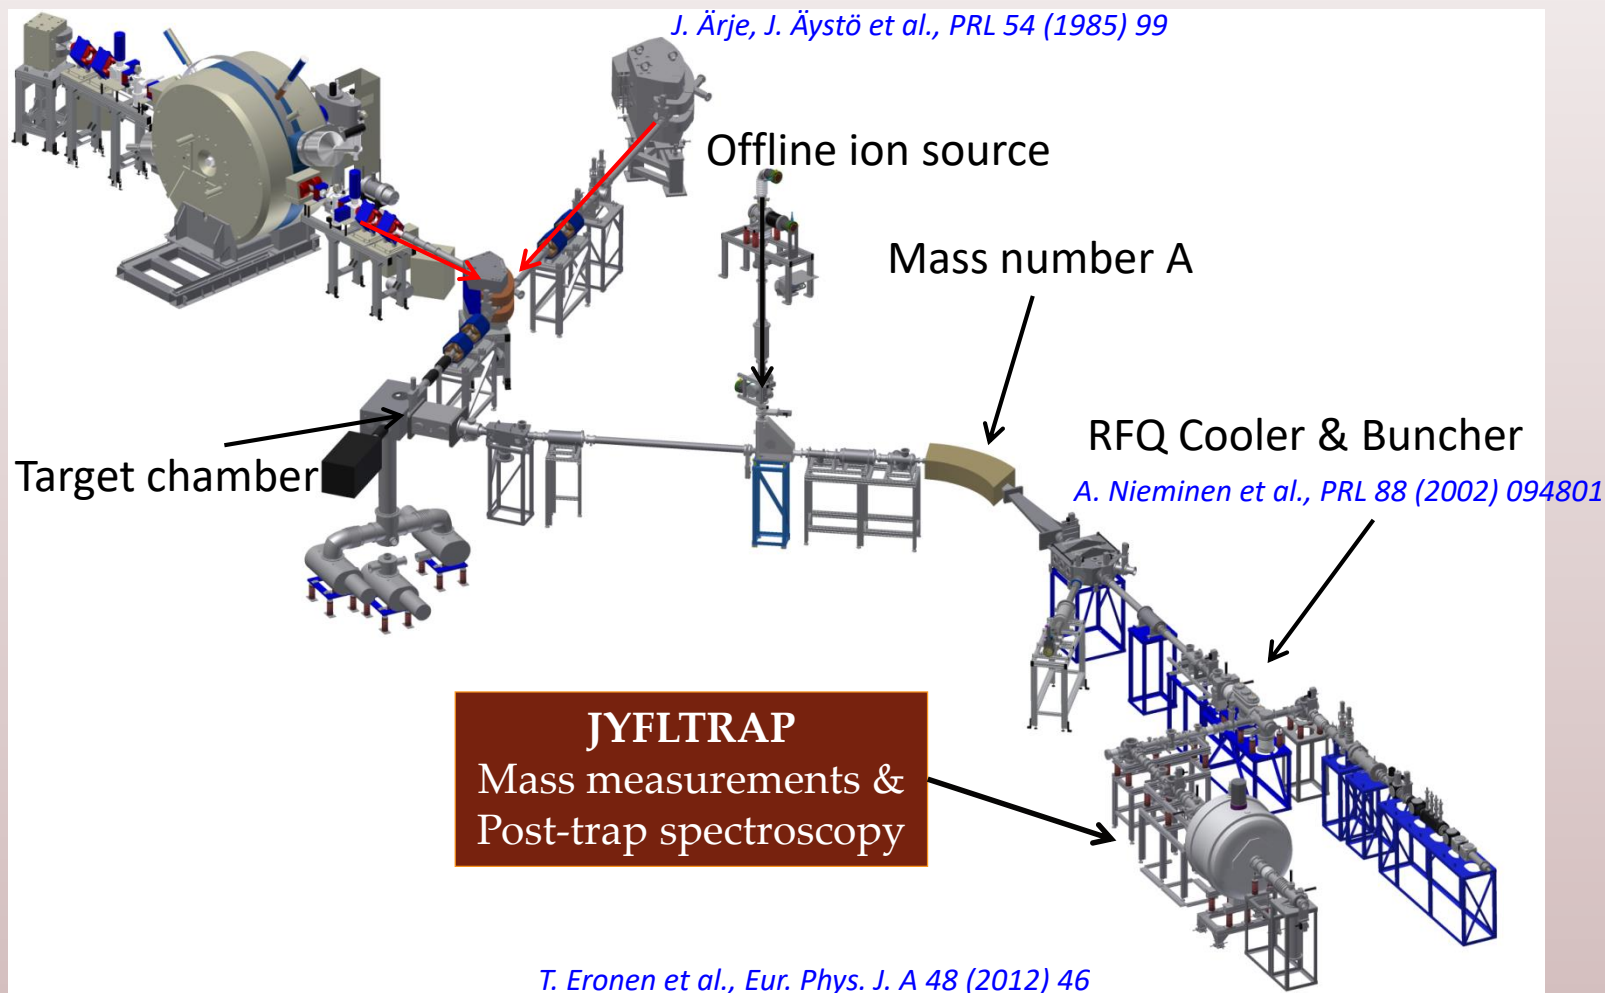 J. Ärje, J. Äystö et al., PRL 54 (1985) 99
Offline ion source
Mass number A
RFQ Cooler & Buncher
A. Nieminen et al., PRL 88 (2002) 094801
Target chamber
JYFLTRAP
Mass measurements &
Post-trap spectroscopy
T. Eronen et al., Eur. Phys. J. A 48 (2012) 46